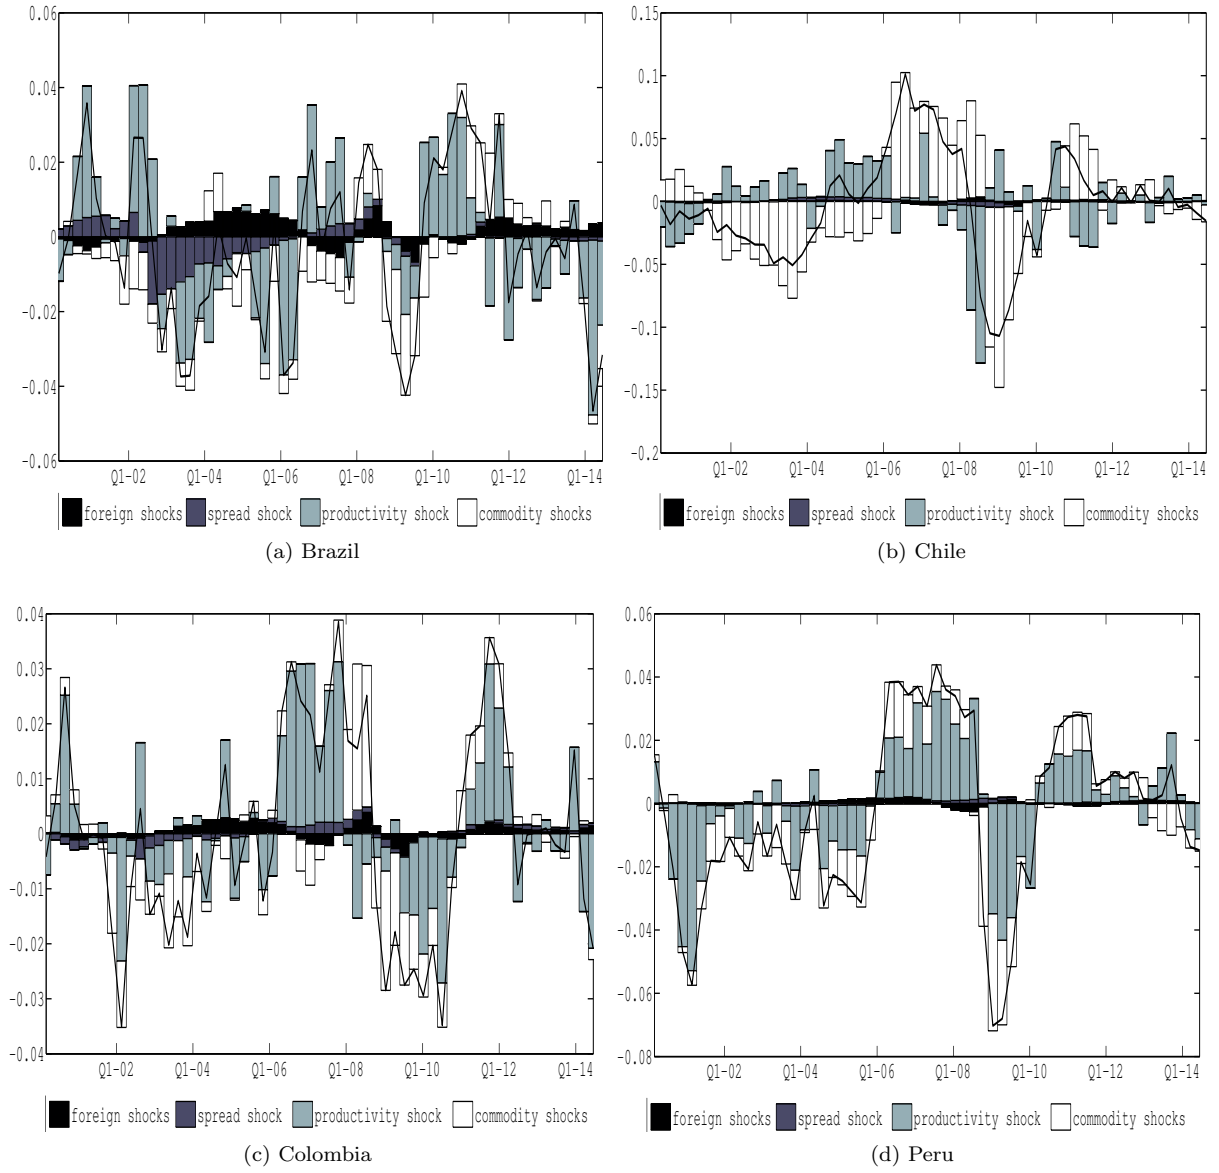 0.06
0.04
0.02
0
-0.02
-0.04
-0.06
Q1-02 Q1-04 Q1-06 Q1-08 Q1-10 Q1-12 Q1-14
foreign shocks spread shock productivity shock commodity shocks
(a) Brazil
0.15
0.1
0.05
0
-0.05
-0.1
-0.15
-0.2
Q1-02 Q1-04 Q1-06 Q1-08 Q1-10 Q1-12 Q1-14
foreign shocks spread shock productivity shock commodity shocks
(b) Chile
0.04
0.03
0.02
0.01
0
-0.01
-0.02
-0.03
-0.04
Q1-02 Q1-04 Q1-06 Q1-08 Q1-10 Q1-12 Q1-14
foreign shocks spread shock productivity shock commodity shocks
(c) Colombia
0.06
0.04
0.02
0
-0.02
-0.04
-0.06
-0.08
Q1-02 Q1-04 Q1-06 Q1-08 Q1-10 Q1-12 Q1-14
foreign shocks spread shock productivity shock commodity shocks
(d) Peru